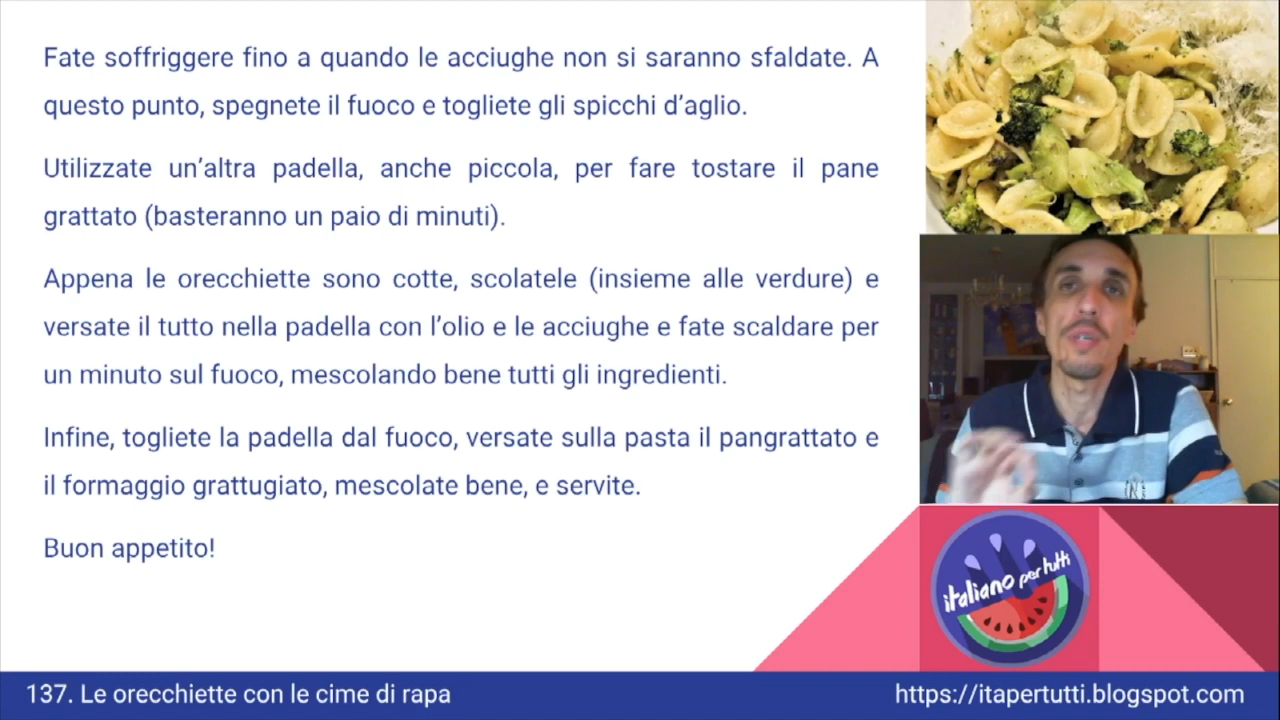 Fate soffriggere fino a quando le acciughe non si saranno sfaldate. A
questo punto, spegnete il fuoco e togliete gli spicchi d’aglio.
Utilizzate un’altra padella, anche piccola, per fare tostare il pane
grattato (basteranno un paio di minuti).
Appena le orecchiette sono cotte, scolatele (insieme alle verdure) e
versate il tutto nella padella con l’olio e le acciughe e fate scaldare per
un minuto sul fuoco, mescolando bene tutti gli ingredienti.
Infine, togliete la padella dal fuoco, versate sulla pasta il pangrattato e
il formaggio grattugiato, mescolate bene, e servite.
Buon appetito!
italiano per tutti
137. Le orecchiette con le cime di rapa
https://itapertutti.blogspot.com